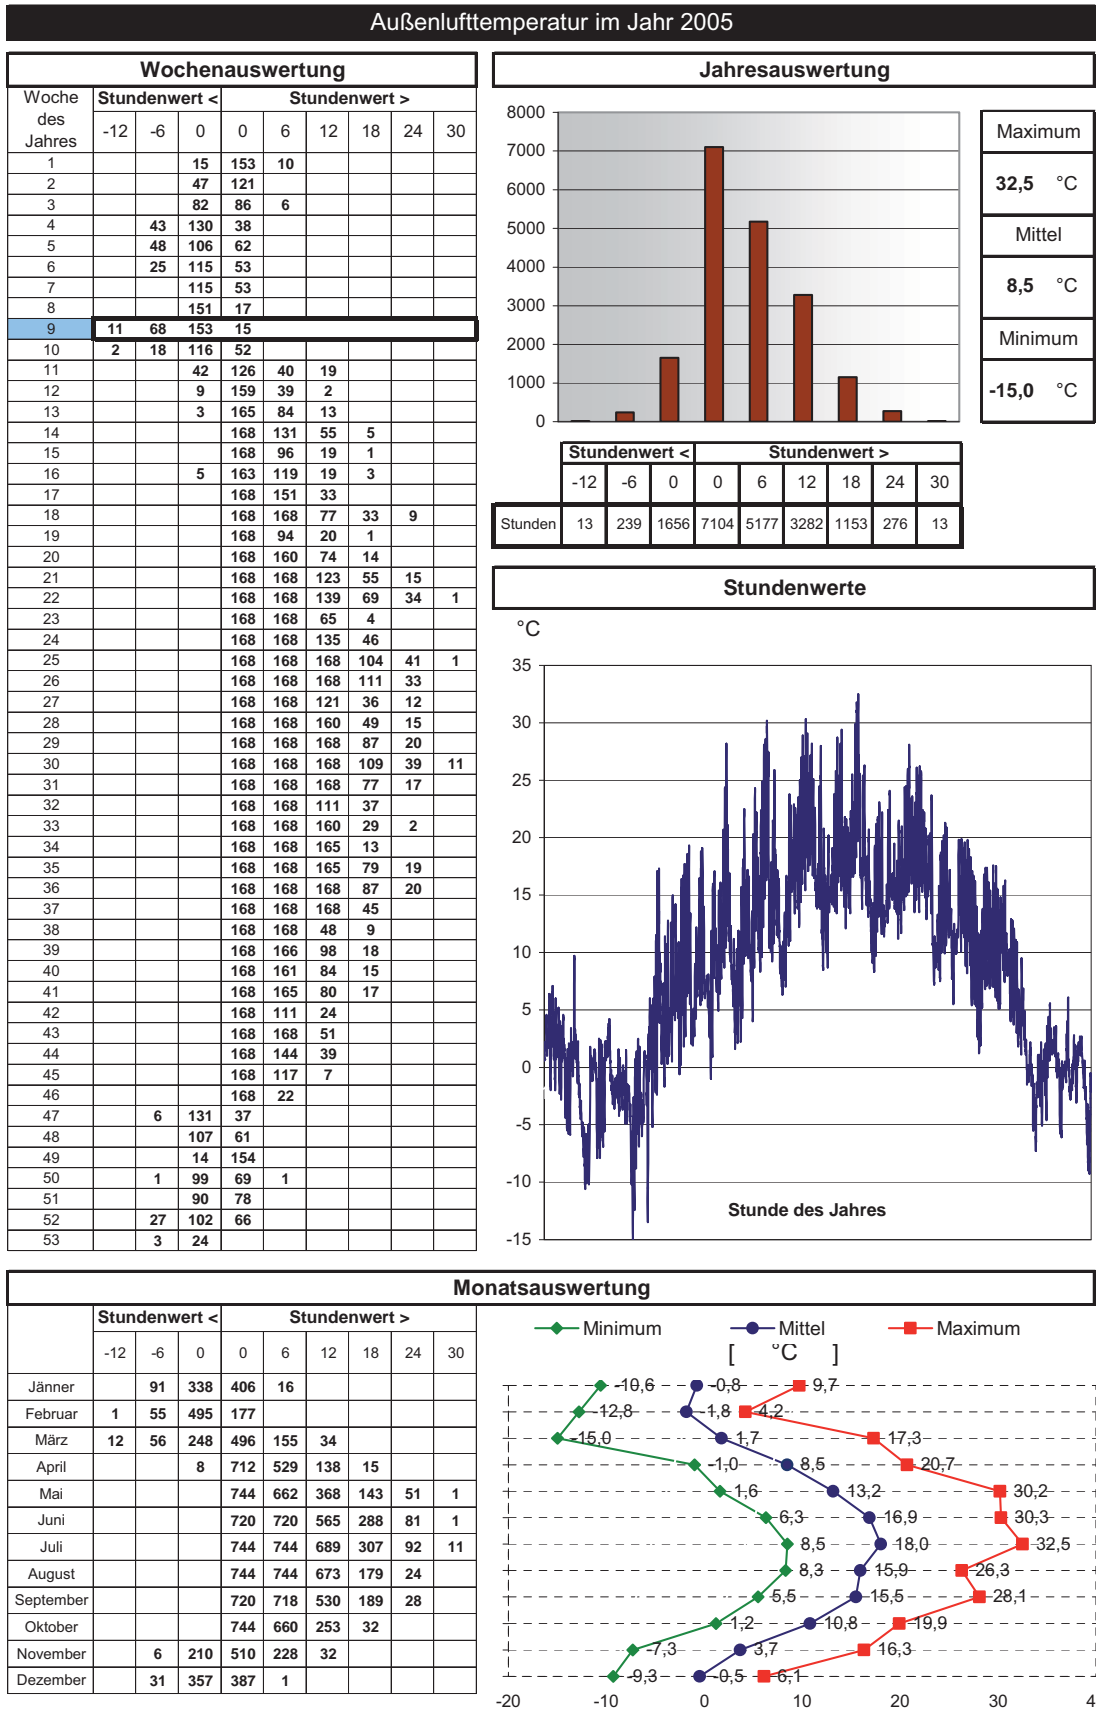 Außenlufttemperatur im Jahr 2005
Wochenauswertung
Woche des Jahres Stundenwert < Stundenwert >
-12 -6 0 0 6 12 18 24 30
1 15 153 10
2 47 121
3 82 86 6
4 43 130 38
5 48 106 62
6 25 115 53
7 115 53
8 151 17
9 11 68 153 15
10 2 18 116 52
11 42 126 40 19
12 9 159 39 2
13 3 165 84 13
14 168 131 55 5
15 168 96 19 1
16 5 163 119 19 3
17 168 151 33
18 168 168 77 33 9
19 168 94 20 1
20 168 160 74 14
21 168 168 123 55 15
22 168 168 139 69 34 1
23 168 168 65 4
24 168 168 135 46
25 168 168 168 104 41 1
26 168 168 168 111 33
27 168 168 121 36 12
28 168 168 160 49 15
29 168 168 168 87 20
30 168 168 168 109 39 11
31 168 168 168 77 17
32 168 168 111 37
33 168 168 160 29 2
34 168 168 165 13
35 168 168 165 79 19
36 168 168 168 87 20
37 168 168 168 45
38 168 168 48 9
39 168 166 98 18
40 168 161 84 15
41 168 165 80 17
42 168 111 24
43 168 168 51
44 168 144 39
45 168 117 7
46 168 22
47 6 131 37
48 107 61
49 14 154
50 1 99 69 1
51 90 78
52 27 102 66
53 3 24
Jahresauswertung
8000
7000
6000
5000
4000
3000
2000
1000
0
Maximum
32,5 °C
Mittel
8,5 °C
Minimum
-15,0 °C
Stundenwert < Stundenwert >
-12 -6 0 0 6 12 18 24 30
Stunden 13 239 1656 7104 5177 3282 1153 276 13
Stundenwerte
°C
35
30
25
20
15
10
5
0
-5
-10
-15
Stunde des Jahres
Monatsauswertung
Stundenwert < Stundenwert >
-12 -6 0 0 6 12 18 24 30
Jänner 91 338 406 16
Februar 1 55 495 177
März 12 56 248 496 155 34
April 8 712 529 138 15
Mai 744 662 368 143 51 1
Juni 720 720 565 288 81 1
Juli 744 744 689 307 92 11
August 744 744 673 179 24
September 720 718 530 189 28
Oktober 744 660 253 32
November 6 210 510 228 32
Dezember 31 357 387 1
Minimum Mittel Maximum
[ °C ]
-10,6 -0,8 9,7
-12,8 -1,8 4,2
-15,0 1,7 17,3
-1,0 8,5 20,7
1,6 13,2 30,2
6,3 16,9 30,3
8,5 18,0 32,5
8,3 15,9 26,3
5,5 15,5 28,1
1,2 10,8 19,9
-7,3 3,7 16,3
-9,3 -0,5 6,1
-20 -10 0 10 20 30 4